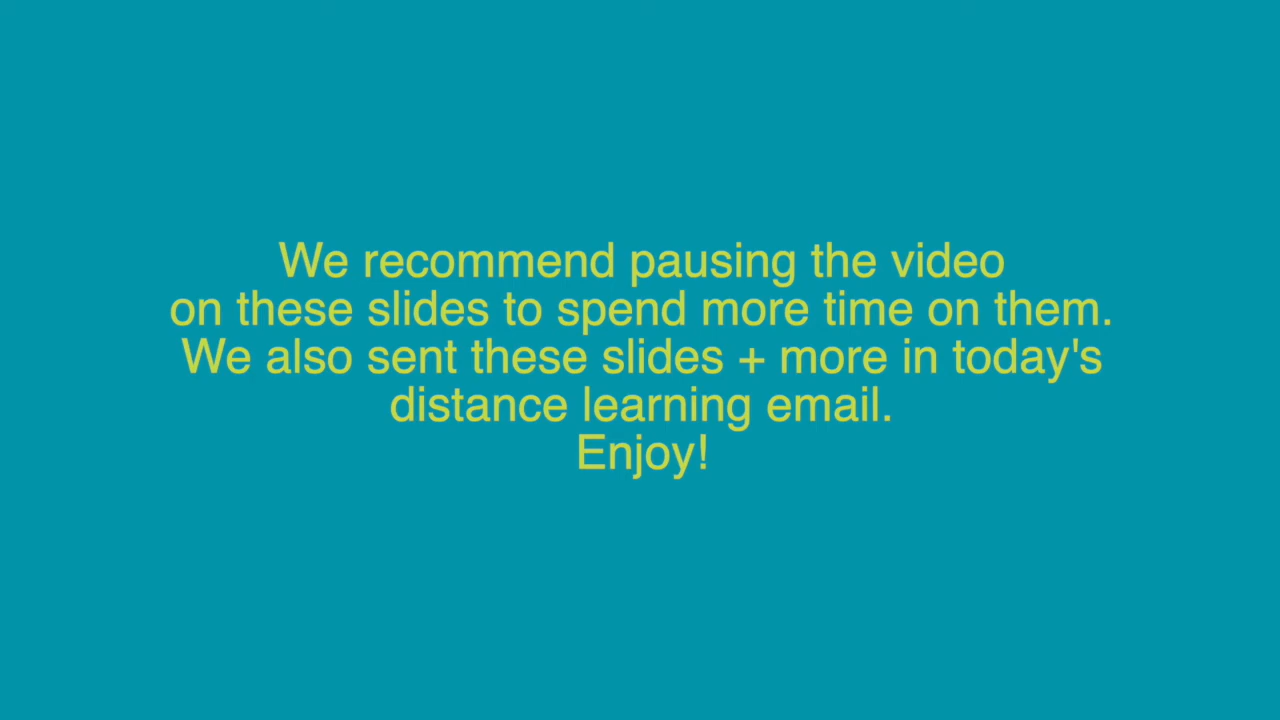 We recommend pausing the video
on these slides to spend more time on them.
We also sent these slides + more in today's
distance learning email.
Enjoy!